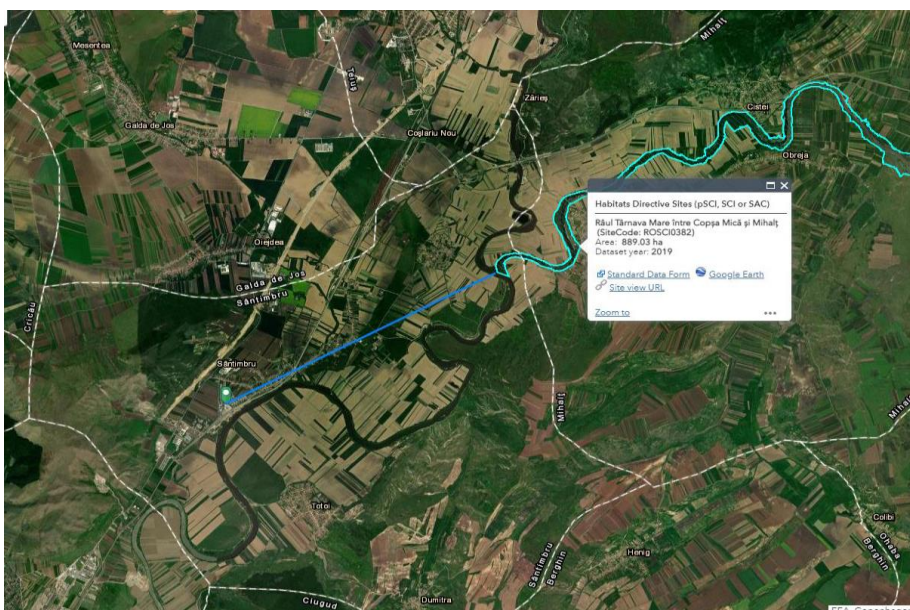 Mesentea
Mihalț
Teiuș
Zărieș
Cistei
Galda de Jos
Coșlariu Nou
Obreja
Habitats Directive Sites (pSCI, SCI or SAC)
Râul Târnava Mare între Copșa Mică și Mihalț
(SiteCode: ROSCI0382)
Area: 889.03 ha
Dataset year: 2019
Standard Data Form Google Earth
Site view URL
Zoom to
Oiejdea
Galda de Jos
Sântimbru
Cricău
Sântimbru
Mihalț
Mihalț
Totoi
Colibi
Ohaba
Berghin
Henig
Sântimbru
Berghin
Dumitra
Ciugud